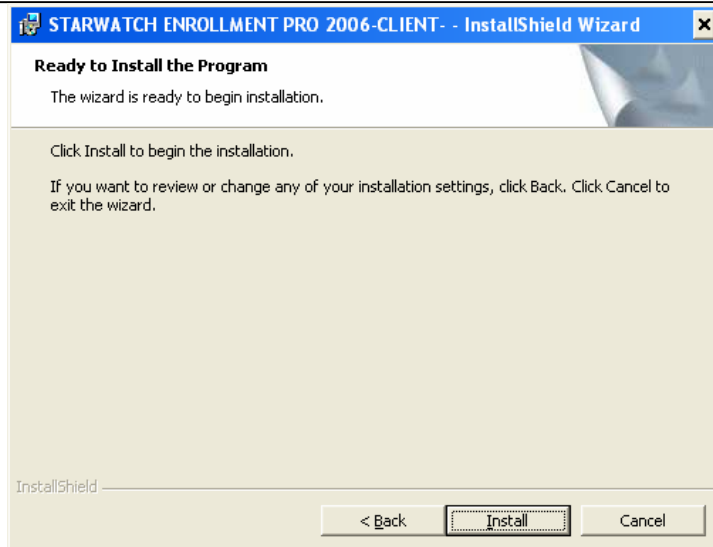 STARWATCH ENROLLMENT PRO 2006-CLIENT- - InstallShield Wizard
Ready to Install the Program
The wizard is ready to begin installation.
Click Install to begin the installation.
If you want to review or change any of your installation settings, click Back. Click Cancel to
exit the wizard.
InstallShield
< Back
Install
Cancel